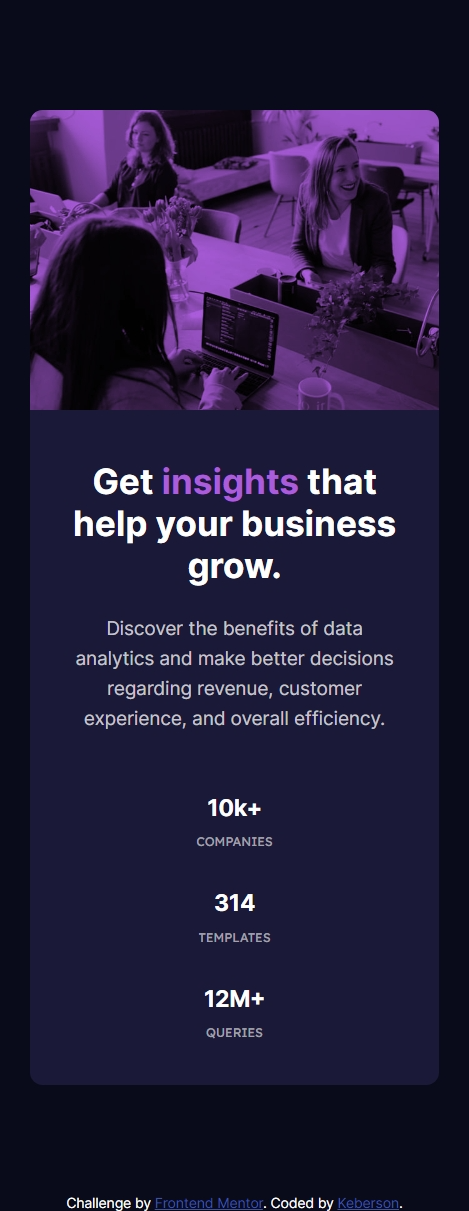 Get insights that
help your business
grow.
Discover the benefits of data
analytics and make better decisions
regarding revenue, customer
experience, and overall efficiency.
10k+
COMPANIES
314
TEMPLATES
12M+
QUERIES
Challenge by Frontend Mentor. Coded by Keberson.